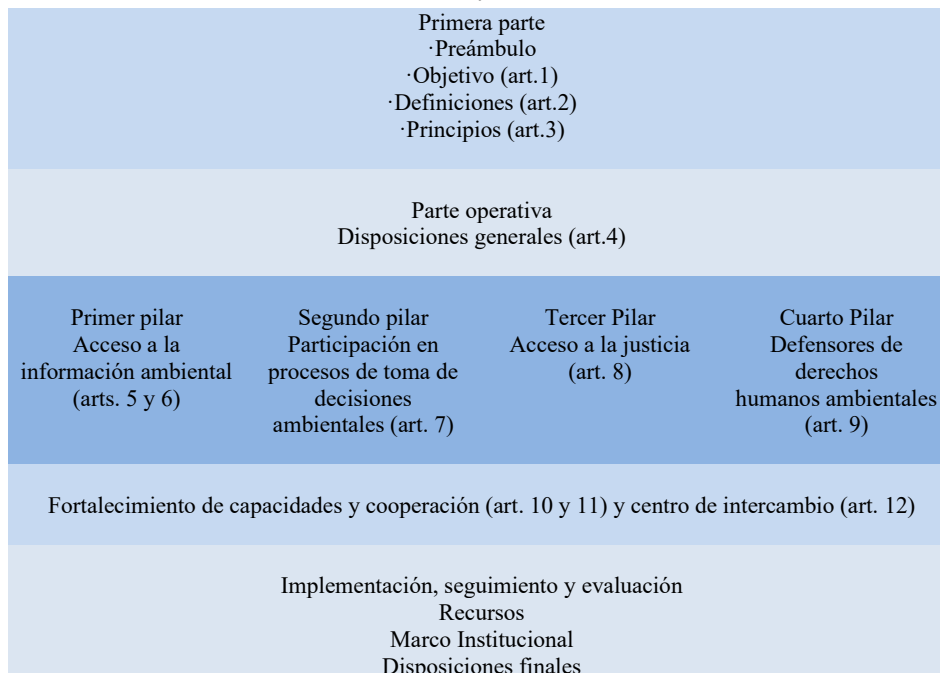 Primera parte
·Preámbulo
·Objetivo (art.1)
·Definiciones (art.2)
·Principios (art.3)
Parte operativa
Disposiciones generales (art.4)
Primer pilar
Acceso a la
información ambiental
(arts. 5 y 6)
Segundo pilar
Participación en
procesos de toma de
decisiones
ambientales (art. 7)
Tercer Pilar
Acceso a la justicia
(art. 8)
Cuarto Pilar
Defensores de
derechos
humanos ambientales
(art. 9)
Fortalecimiento de capacidades y cooperación (art. 10 y 11) y centro de intercambio (art. 12)
Implementación, seguimiento y evaluación
Recursos
Marco Institucional
Disposiciones finales